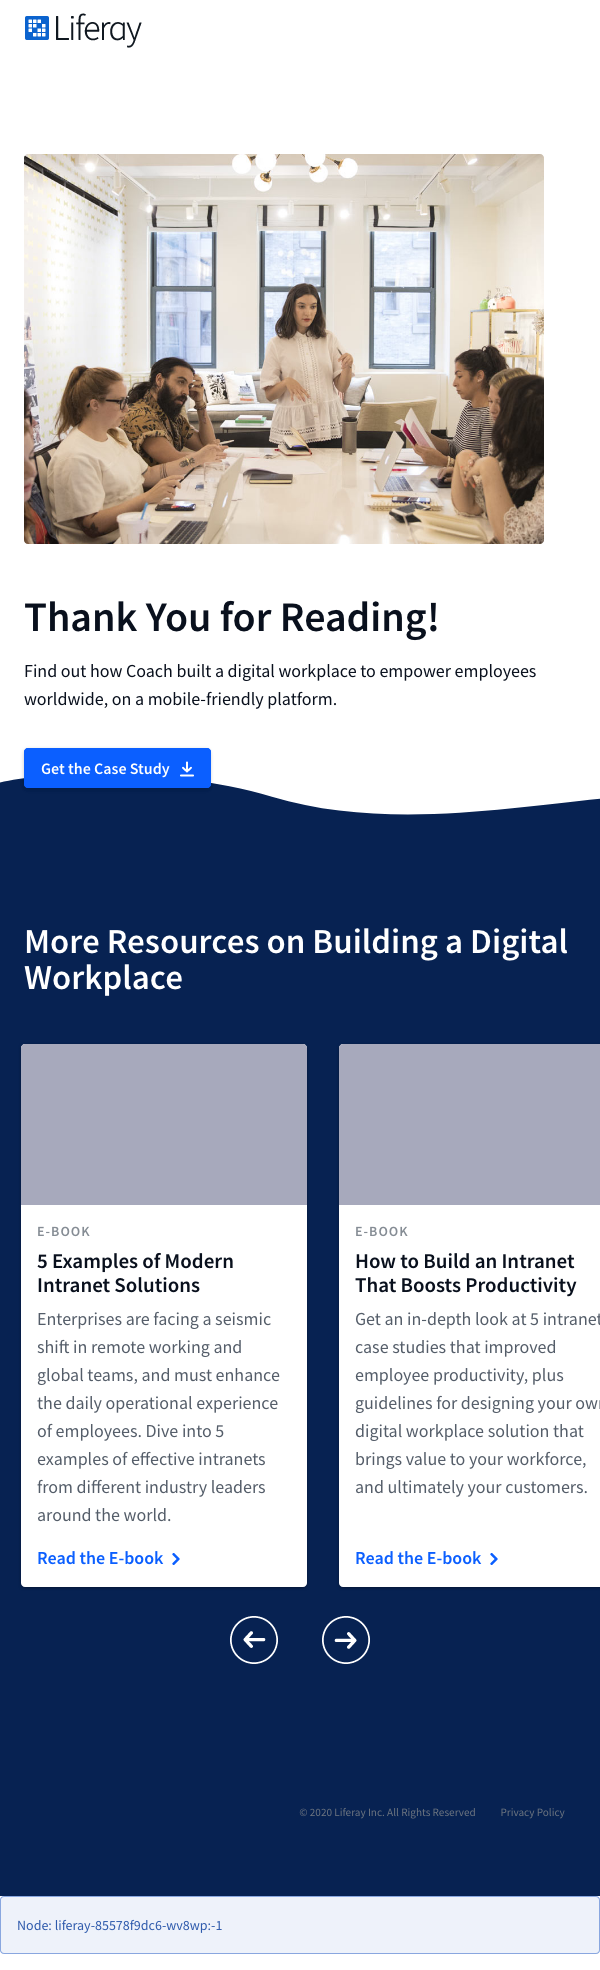 Liferay
Thank You for Reading!
Find out how Coach built a digital workplace to empower employees
worldwide, on a mobile-friendly platform.
Get the Case Study
More Resources on Building a Digital
Workplace
E-BOOK
5 Examples of Modern
Intranet Solutions
Enterprises are facing a seismic
shift in remote working and
global teams, and must enhance
the daily operational experience
of employees. Dive into 5
examples of effective intranets
from different industry leaders
around the world.
Read the E-book
E-BOOK
How to Build an Intranet
That Boosts Productivity
Get an in-depth look at 5 intranet
case studies that improved
employee productivity, plus
guidelines for designing your own
digital workplace solution that
brings value to your workforce,
and ultimately your customers.
Read the E-book
© 2020 Liferay Inc. All Rights Reserved Privacy Policy
Node: liferay-85578f9dc6-wv8wp:-1